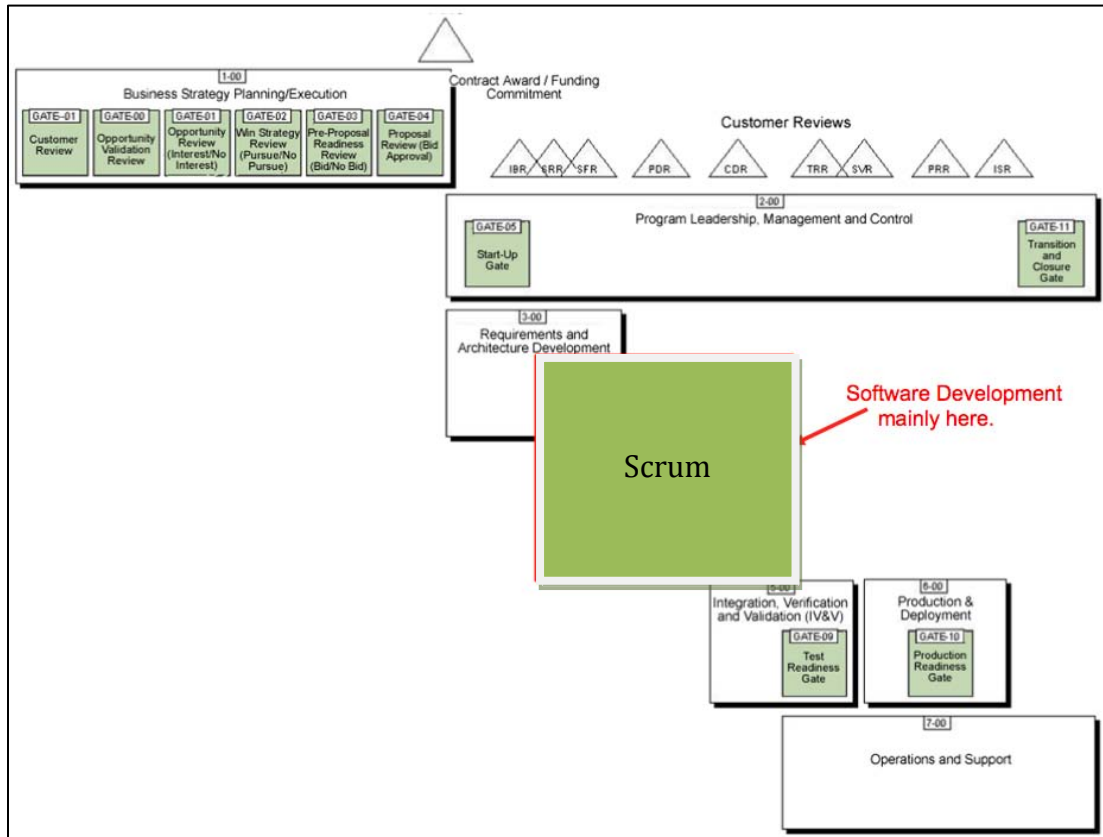 1-00
Business Strategy Planning/Execution
GATE--01
Customer
Review
GATE-00
Opportunity
Validation
Review
GATE-01
Opportunity
Review
(Interest/No
Interest)
GATE-02
Win Strategy
Review
(Pursue/No
Pursue)
GATE-03
Pre-Proposal
Readiness
Review
(Bid/No Bid)
GATE-04
Proposal
Review (Bid
Approval)
Contract Award / Funding
Commitment
Customer Reviews
IBR
SRR
SFR
PDR
CDR
TRR
SVR
PRR
ISR
2-00
Program Leadership, Management and Control
GATE-05
Start-Up
Gate
GATE-11
Transition
and
Closure
Gate
3-00
Requirements and
Architecture Development
Scrum
Software Development
mainly here.
5-00
Integration, Verification
and Validation (IV&V)
GATE-09
Test
Readiness
Gate
6-00
Production &
Deployment
GATE-10
Production
Readiness
Gate
7-00
Operations and Support